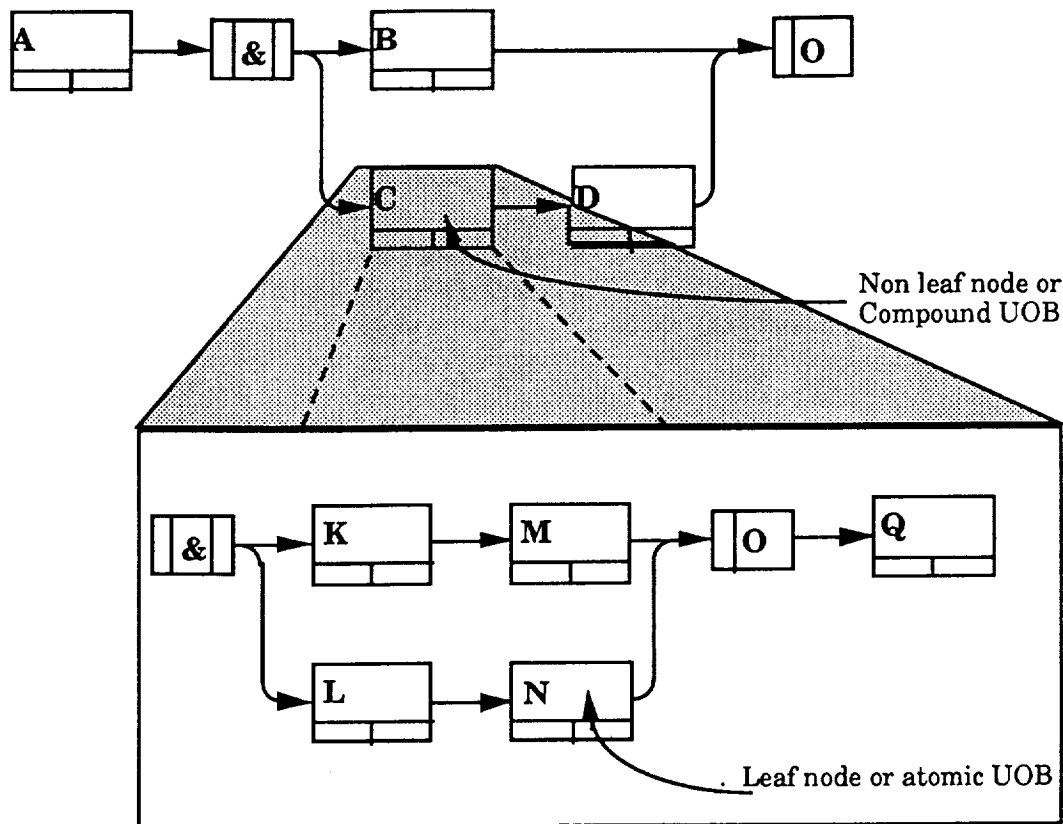 A
&
B
O
C
D
Non leaf node or
Compound UOB
&
K
M
O
Q
L
N
Leaf node or atomic UOB